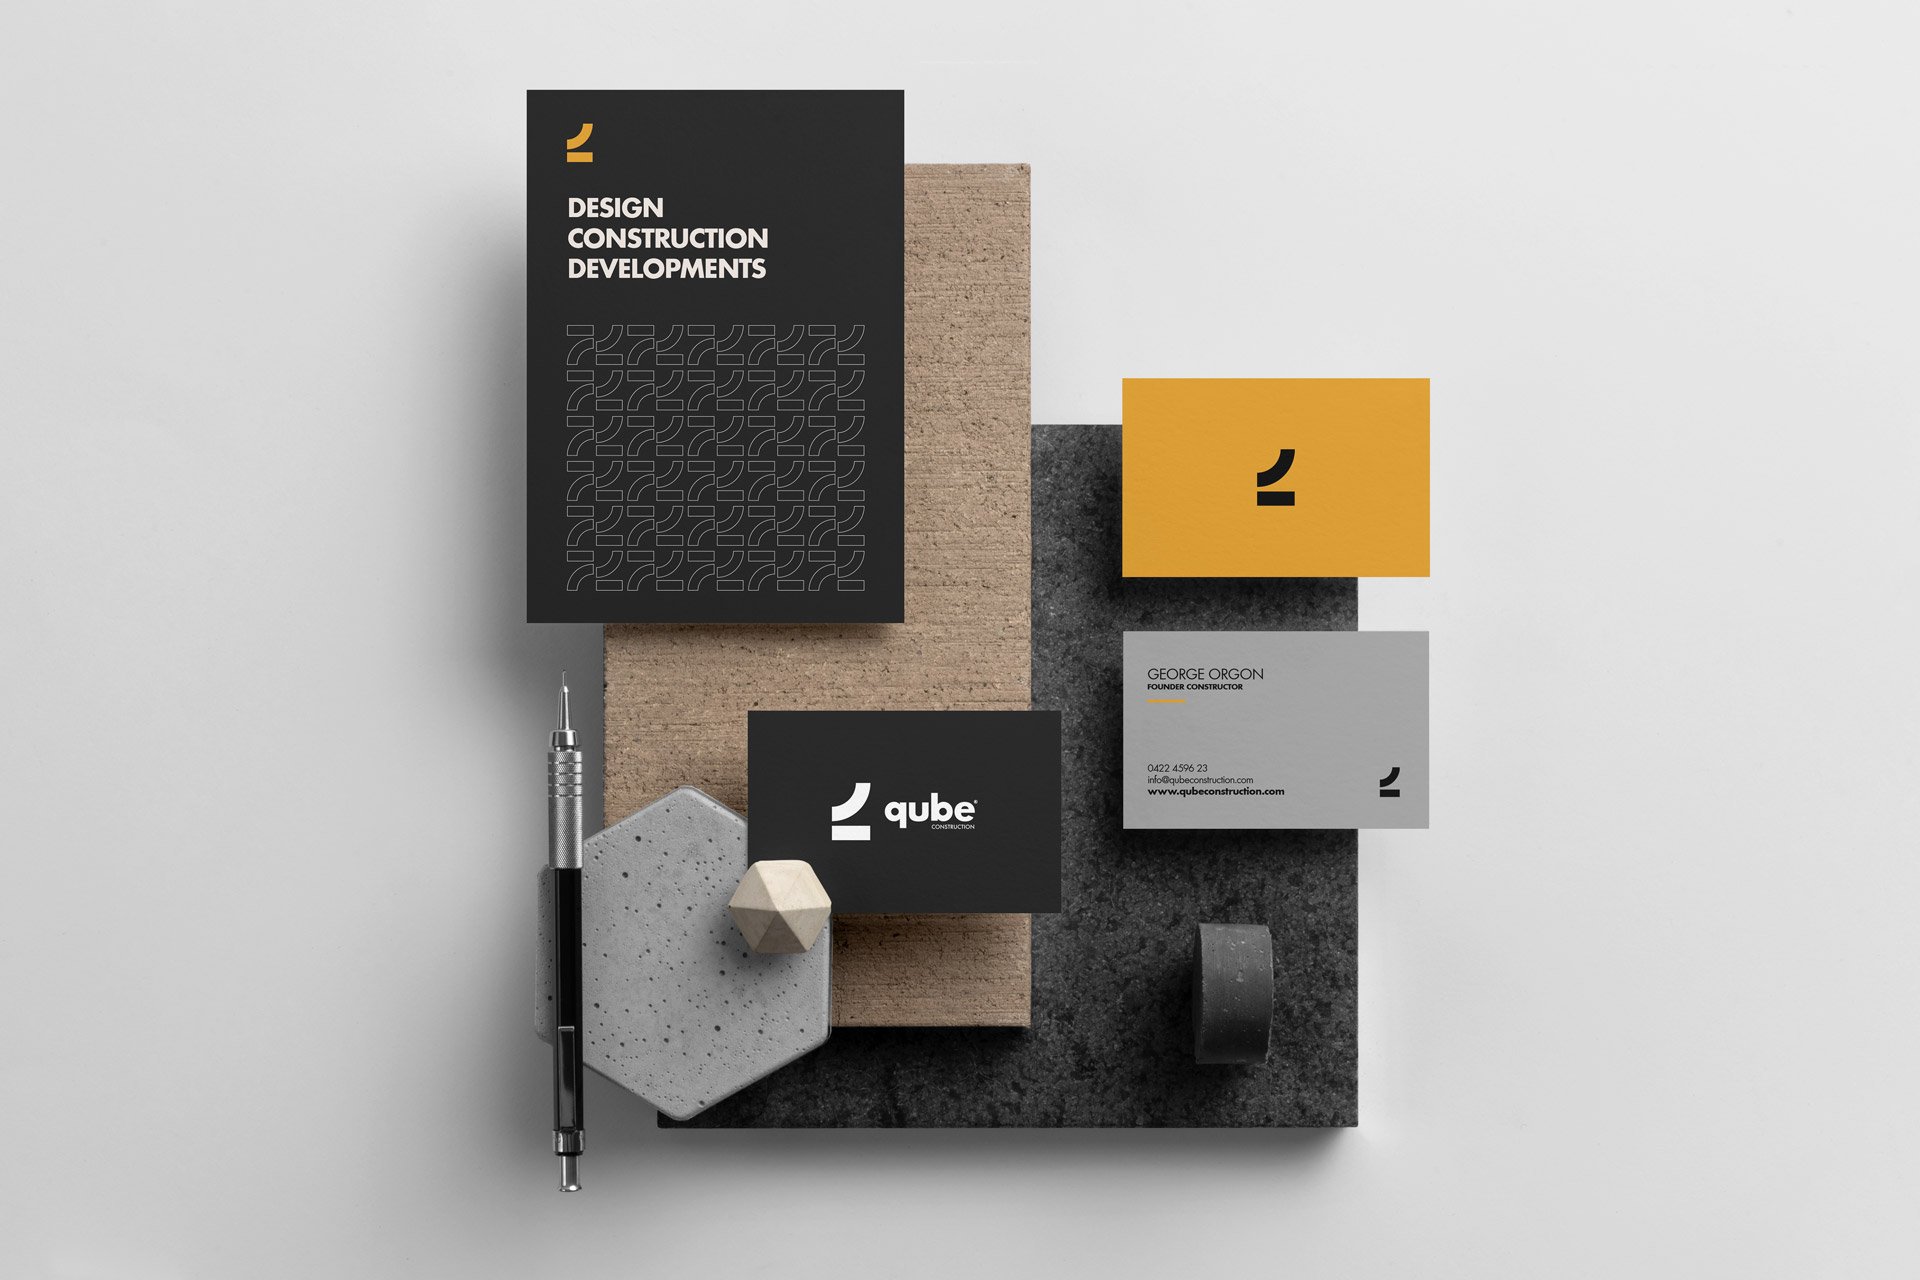 DESIGN
CONSTRUCTION
DEVELOPMENTS
GEORGE ORGON
FOUNDER CONSTRUCTOR
0422 4596 23
info@qubeconstruction.com
www.qubeconstruction.com
qube®
CONSTRUCTION